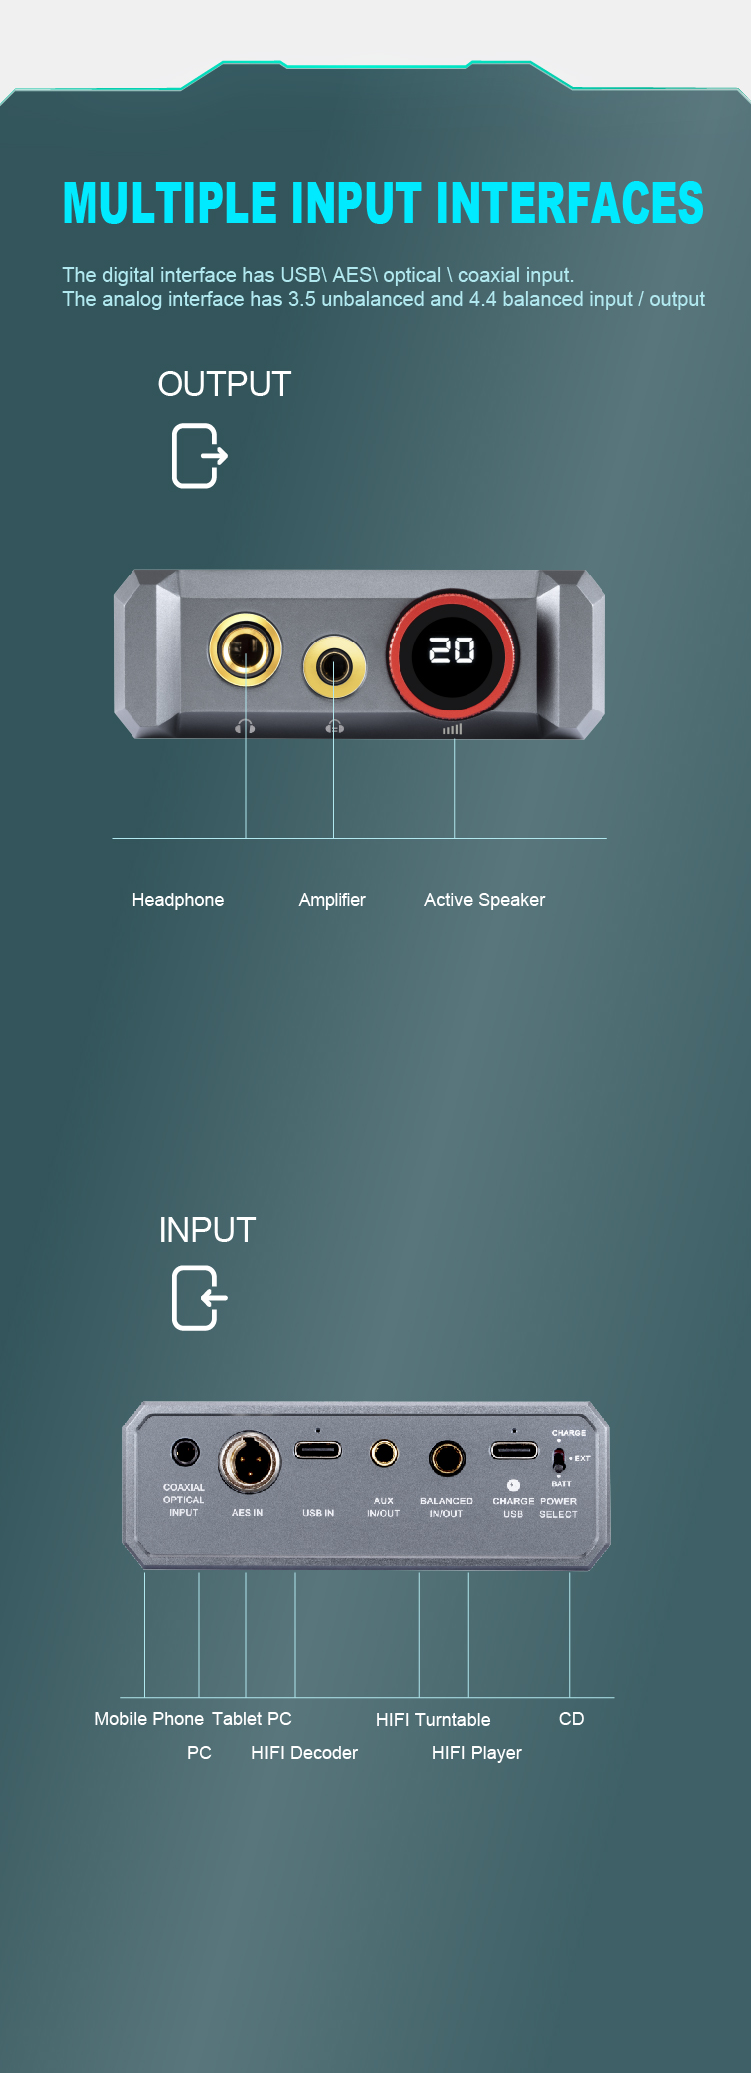 MULTIPLE INPUT INTERFACES
The digital interface has USB\ AES\ optical \ coaxial input.
The analog interface has 3.5 unbalanced and 4.4 balanced input / output
OUTPUT
20
Headphone Amplifier Active Speaker
INPUT
CHARGE
EXT
BATT
COAXIAL
OPTICAL
INPUT
AES IN
USB IN
AUX
IN/OUT
BALANCED
IN/OUT
CHARGE
USB
POWER
SELECT
Mobile Phone Tablet PC HIFI Turntable CD
PC HIFI Decoder HIFI Player